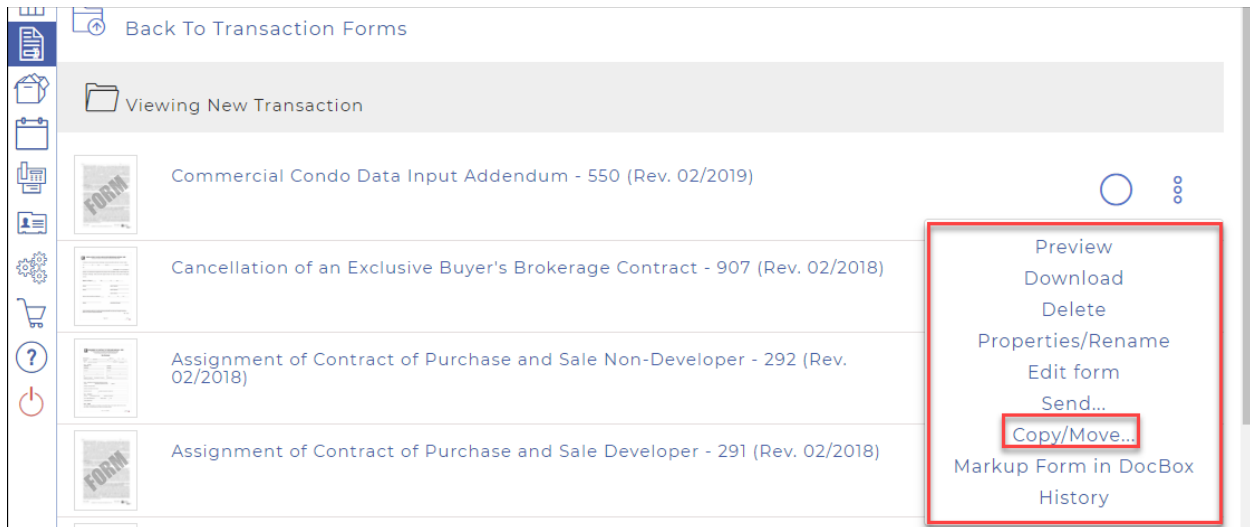 Back To Transaction Forms
Viewing New Transaction
Commercial Condo Data Input Addendum - 550 (Rev. 02/2019)
FORM
Preview
Cancellation of an Exclusive Buyer's Brokerage Contract - 907 (Rev. 02/2018)
Download
Delete
Properties/Rename
Assignment of Contract of Purchase and Sale Non-Developer - 292 (Rev.
02/2018)
Edit form
Send...
Copy/Move...
Assignment of Contract of Purchase and Sale Developer - 291 (Rev. 02/2018)
FORM
Markup Form in DocBox
History